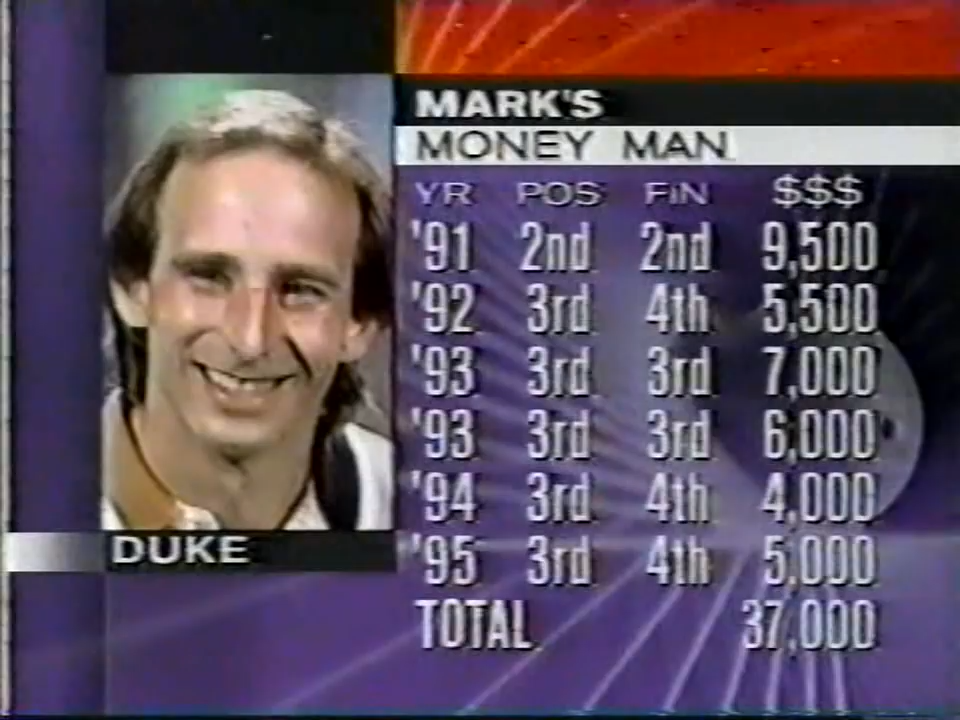 MARK'S
MONEY MAN
YR POS FiN $$$
'91 2nd 2nd 9,500
'92 3rd 4th 5,500
'93 3rd 3rd 7,000
'93 3rd 3rd 6,000
'94 3rd 4th 4,000
'95 3rd 4th 5,000
TOTAL 37,000
DUKE